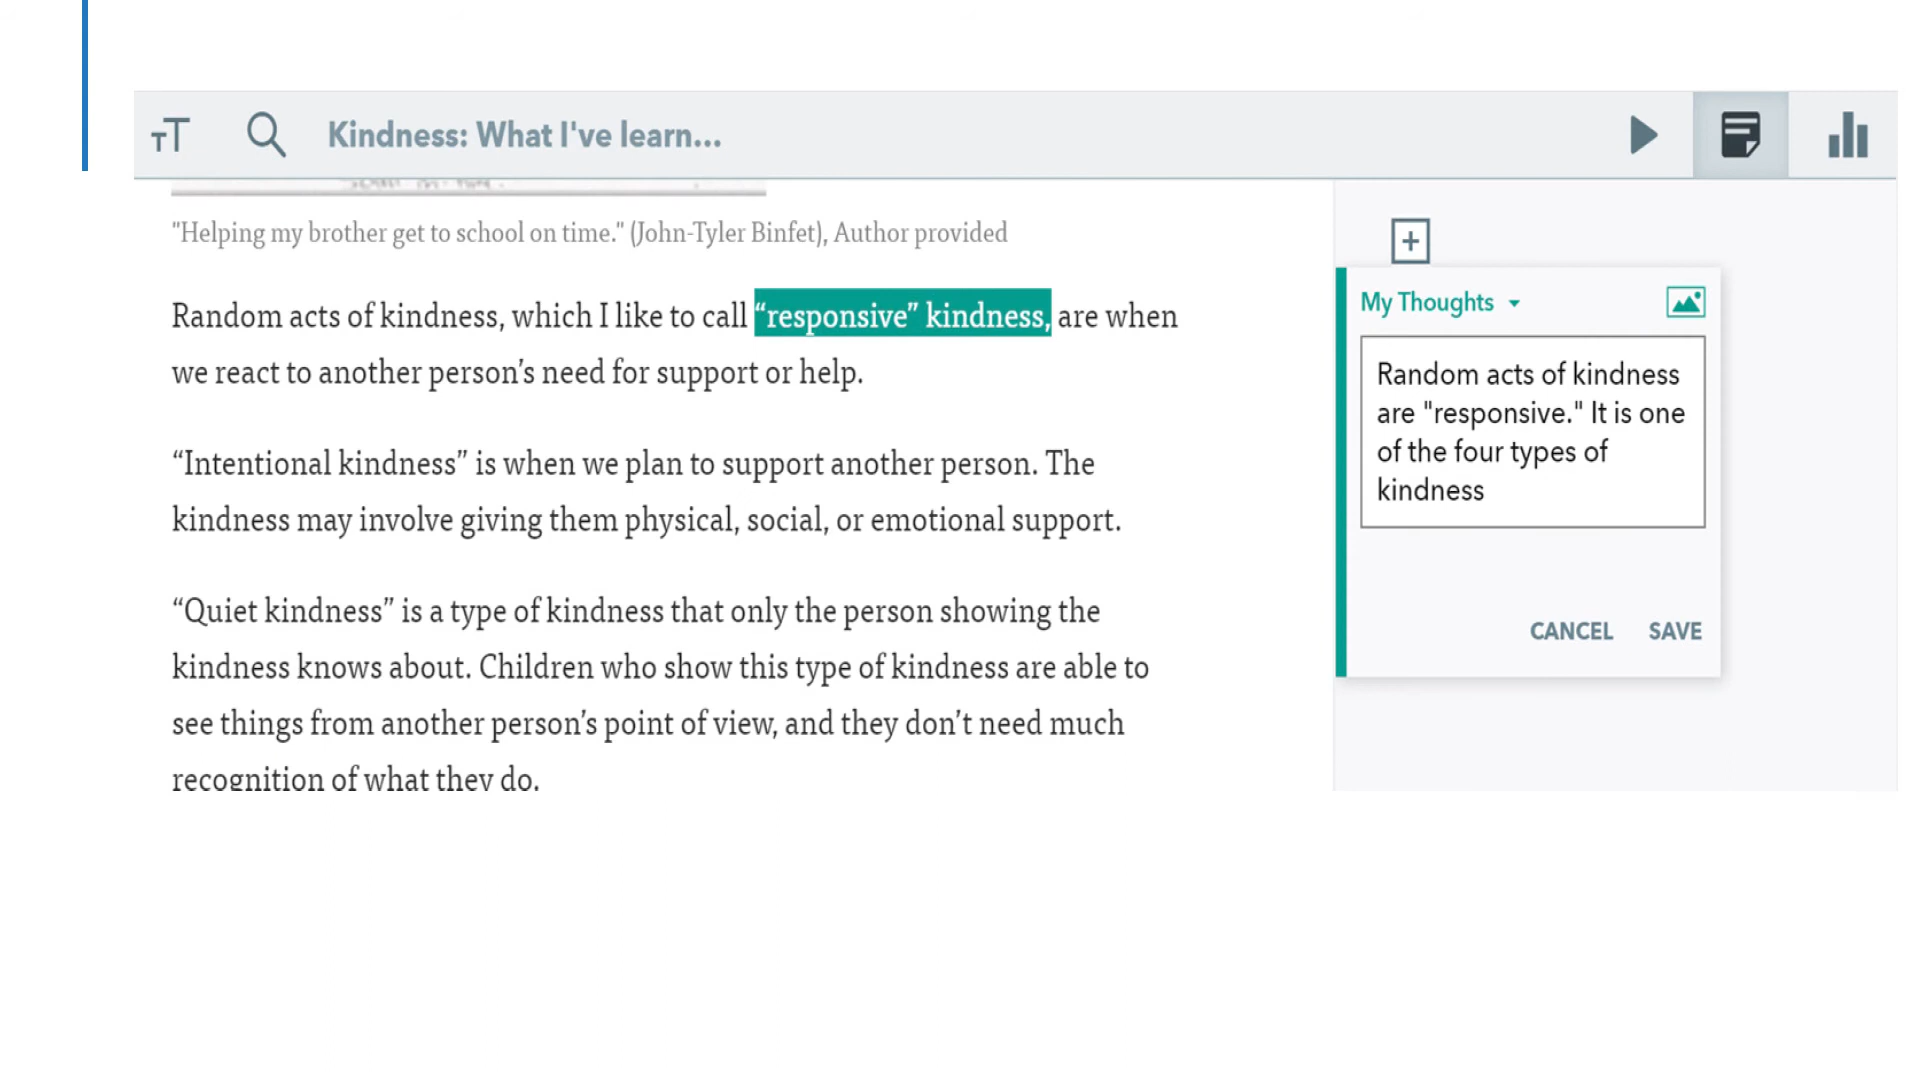 TT
Kindness: What I've learn...
"Helping my brother get to school on time." (John-Tyler Binfet), Author provided
Random acts of kindness, which I like to call “responsive” kindness, are when
we react to another person’s need for support or help.
“Intentional kindness” is when we plan to support another person. The
kindness may involve giving them physical, social, or emotional support.
“Quiet kindness” is a type of kindness that only the person showing the
kindness knows about. Children who show this type of kindness are able to
see things from another person’s point of view, and they don’t need much
recognition of what they do.
My Thoughts
Random acts of kindness
are "responsive." It is one
of the four types of
kindness
CANCEL SAVE